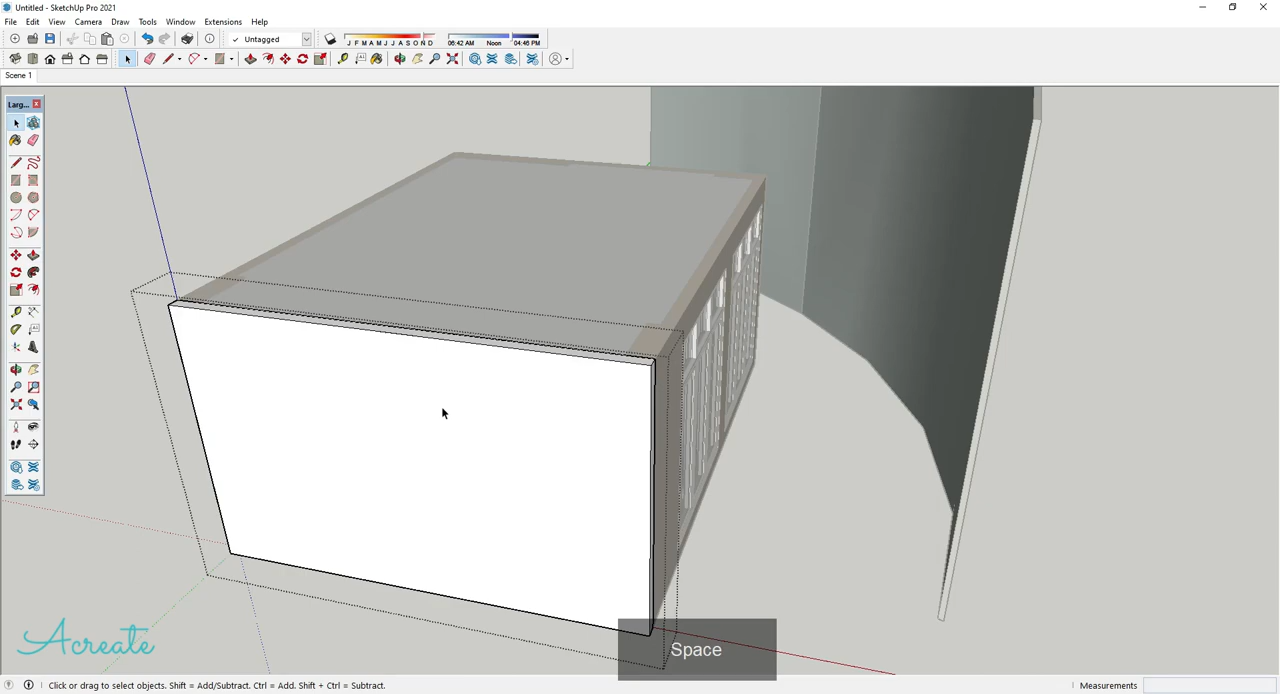 Untitled - SketchUp Pro 2021
File Edit View Camera Draw Tools Window Extensions Help
Untagged
J F M A M J J A S O N D
06:42 AM Noon 04:46 PM
Scene 1
Larg...
Acreate
Space
Click or drag to select objects. Shift = Add/Subtract. Ctrl = Add. Shift + Ctrl = Subtract.
Measurements